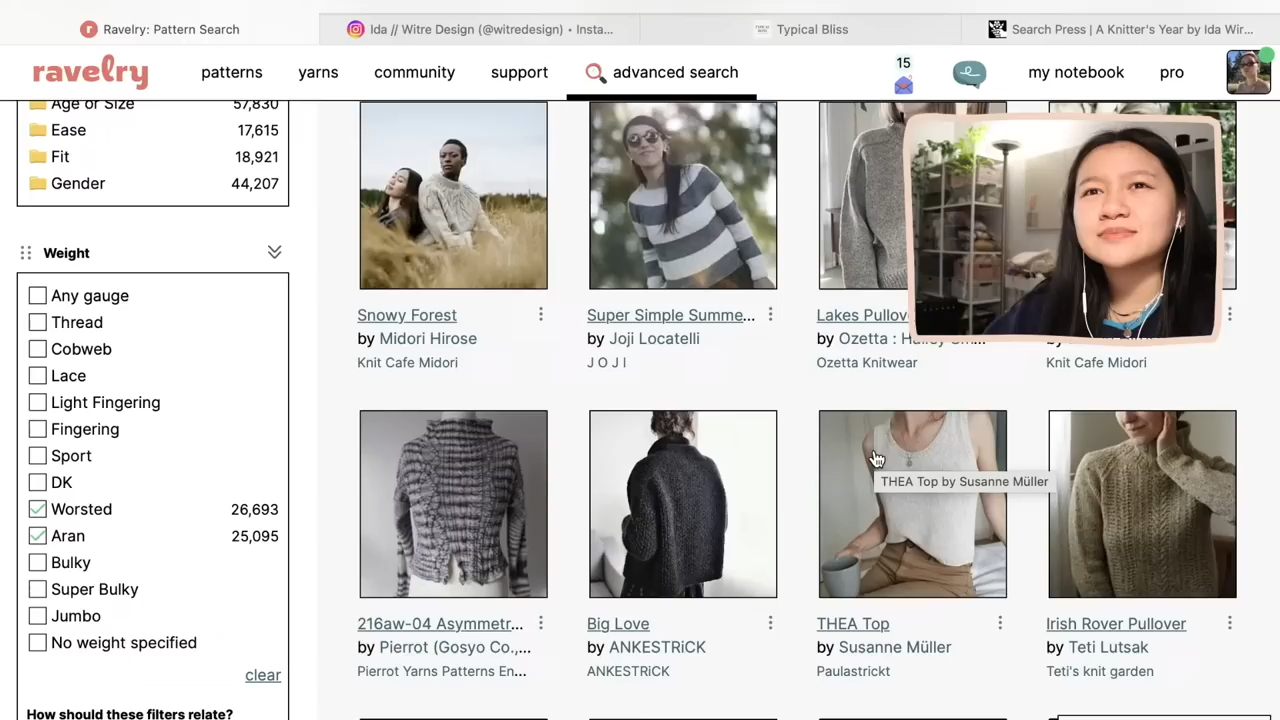 Ravelry: Pattern Search
Ida // Witre Design (@witredesign) • Insta...
Typical Bliss
Search Press | A Knitter's Year by Ida Wir...
ravelry
patterns
yarns
community
support
advanced search
15
my notebook
pro
Age or Size 57,830
Ease 17,615
Fit 18,921
Gender 44,207
Weight
Any gauge
Thread
Cobweb
Lace
Light Fingering
Fingering
Sport
DK
Worsted 26,693
Aran 25,095
Bulky
Super Bulky
Jumbo
No weight specified
clear
How should these filters relate?
Snowy Forest
by Midori Hirose
Knit Cafe Midori
Super Simple Summe...
by Joji Locatelli
J O J I
Lakes Pullov
by Ozetta :
Ozetta Knitwear
Knit Cafe Midori
216aw-04 Asymmetr...
by Pierrot (Gosyo Co.,...
Pierrot Yarns Patterns En...
Big Love
by ANKESTRiCK
ANKESTRiCK
THEA Top by Susanne Müller
THEA Top
by Susanne Müller
Paulastrickt
Irish Rover Pullover
by Teti Lutsak
Teti's knit garden